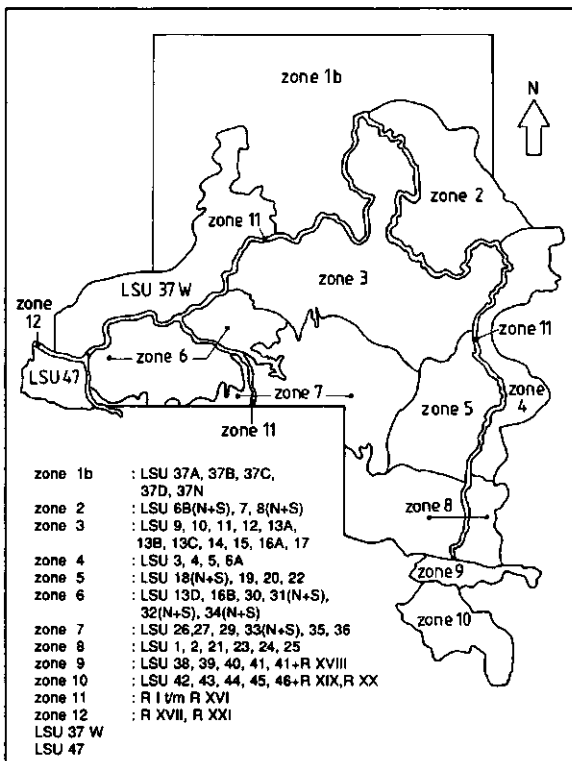 zone 1b
N
zone 2
zone 11
zone 3
LSU 37 W
zone
12
zone 11
zone 6
LSU 47
zone
4
zone 7
zone 5
zone 11
zone 8
zone 9
zone 10
zone 1b : LSU 37A, 37B, 37C,
37D, 37N
zone 2 : LSU 6B(N+S), 7, 8(N+S)
zone 3 : LSU 9, 10, 11, 12, 13A,
13B, 13C, 14, 15, 16A, 17
zone 4 : LSU 3, 4, 5, 6A
zone 5 : LSU 18(N+S), 19, 20, 22
zone 6 : LSU 13D, 16B, 30, 31(N+S),
32(N+S), 34(N+S)
zone 7 : LSU 26,27, 29, 33(N+S), 35, 36
zone 8 : LSU 1, 2, 21, 23, 24, 25
zone 9 : LSU 38, 39, 40, 41, 41+R XVIII
zone 10 : LSU 42, 43, 44, 45, 46+R XIX,R XX
zone 11 : R I t/m R XVI
zone 12 : R XVII, R XXI
LSU 37 W
LSU 47